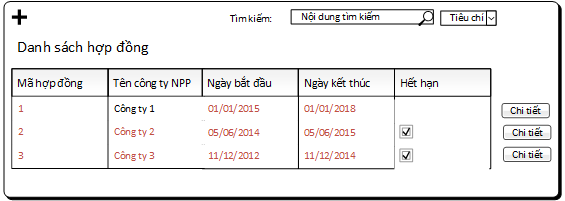 Tìm kiếm: Nội dung tìm kiếm Tiêu chí
Danh sách hợp đồng
Mã hợp đồng Tên công ty NPP Ngày bắt đầu Ngày kết thúc Hết hạn
1 Công ty 1 01/01/2015 01/01/2018 Chi tiết
2 Công ty 2 05/06/2014 05/06/2015 Chi tiết
3 Công ty 3 11/12/2012 11/12/2014 Chi tiết